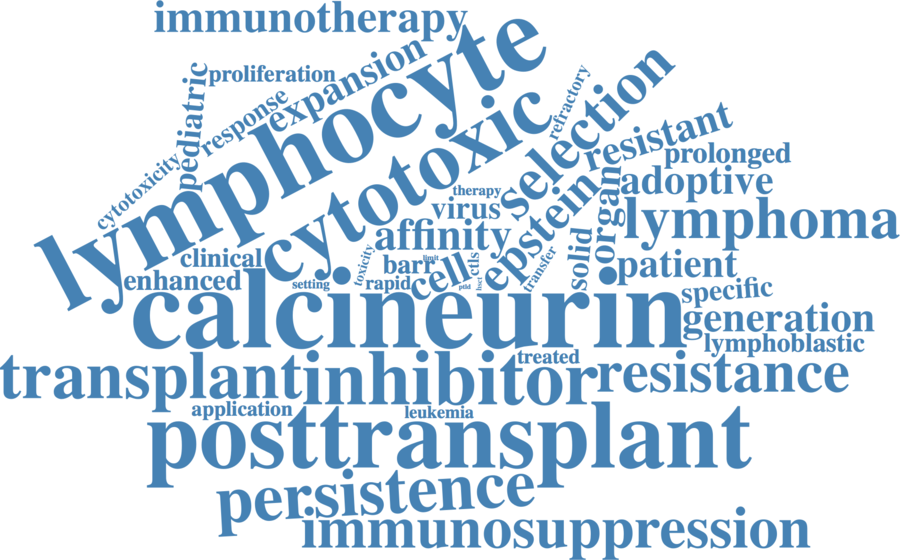 immunotherapy
lymphocyte
proliferation
expansion
pediatric
response
cytotoxicity
cytotoxic
refractory
selection
resistant
prolonged
adoptive
organ
therapy
virus
epstein
lymphoma
affinity
clinical
enhanced
toxicity
barr
limit
cell
ctls
rapid
setting
ptld
hsct
transfer
solid
patient
calcineurin
specific
generation
lymphoblastic
treated
transplant
inhibitor
resistance
application
leukemia
posttransplant
persistence
immunosuppression